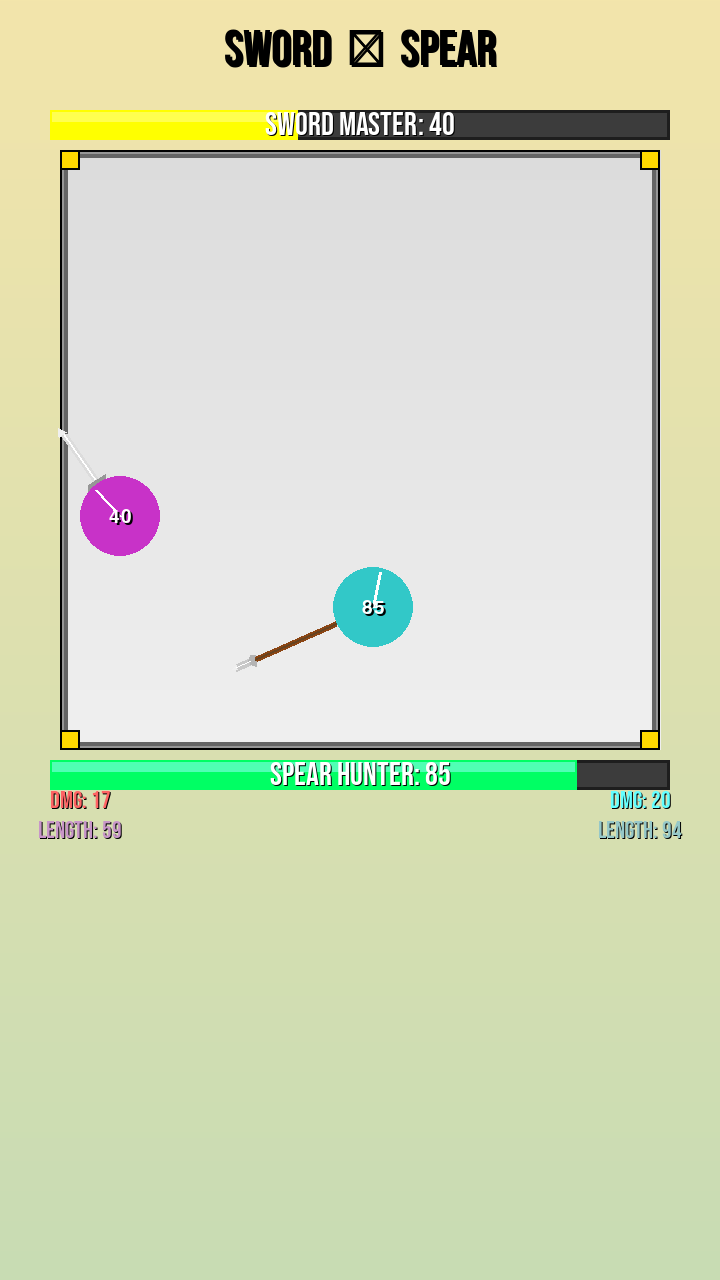 SWORD ⚔ SPEAR
SWORD MASTER: 40
40
85
SPEAR HUNTER: 85
DMG: 17
DMG: 20
LENGTH: 59
LENGTH: 94